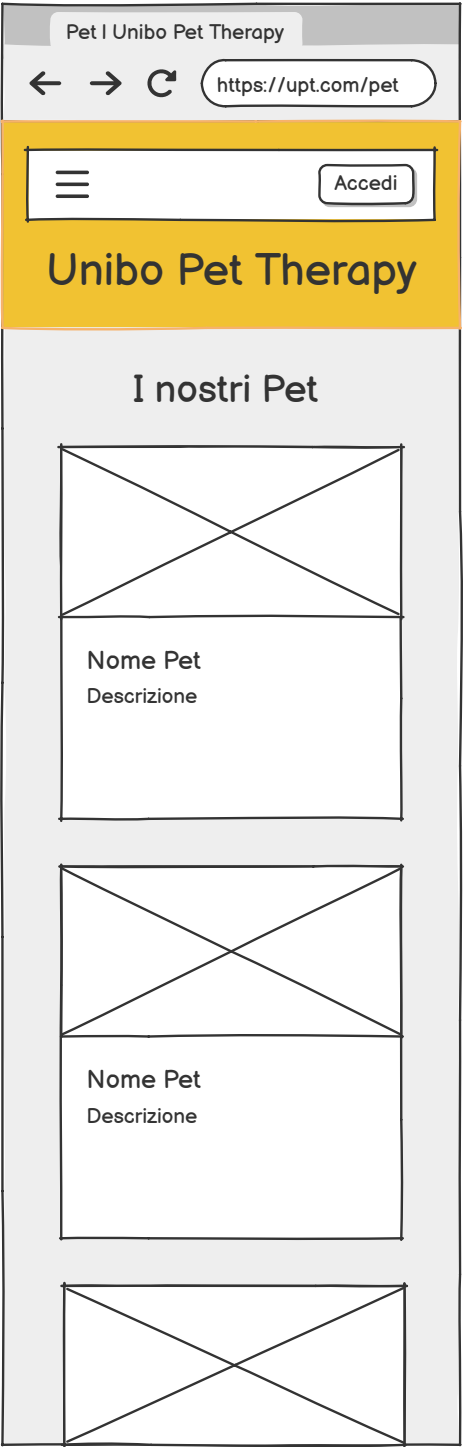 Pet | Unibo Pet Therapy
https://upt.com/pet
Accedi
Unibo Pet Therapy
I nostri Pet
Nome Pet
Descrizione
Nome Pet
Descrizione